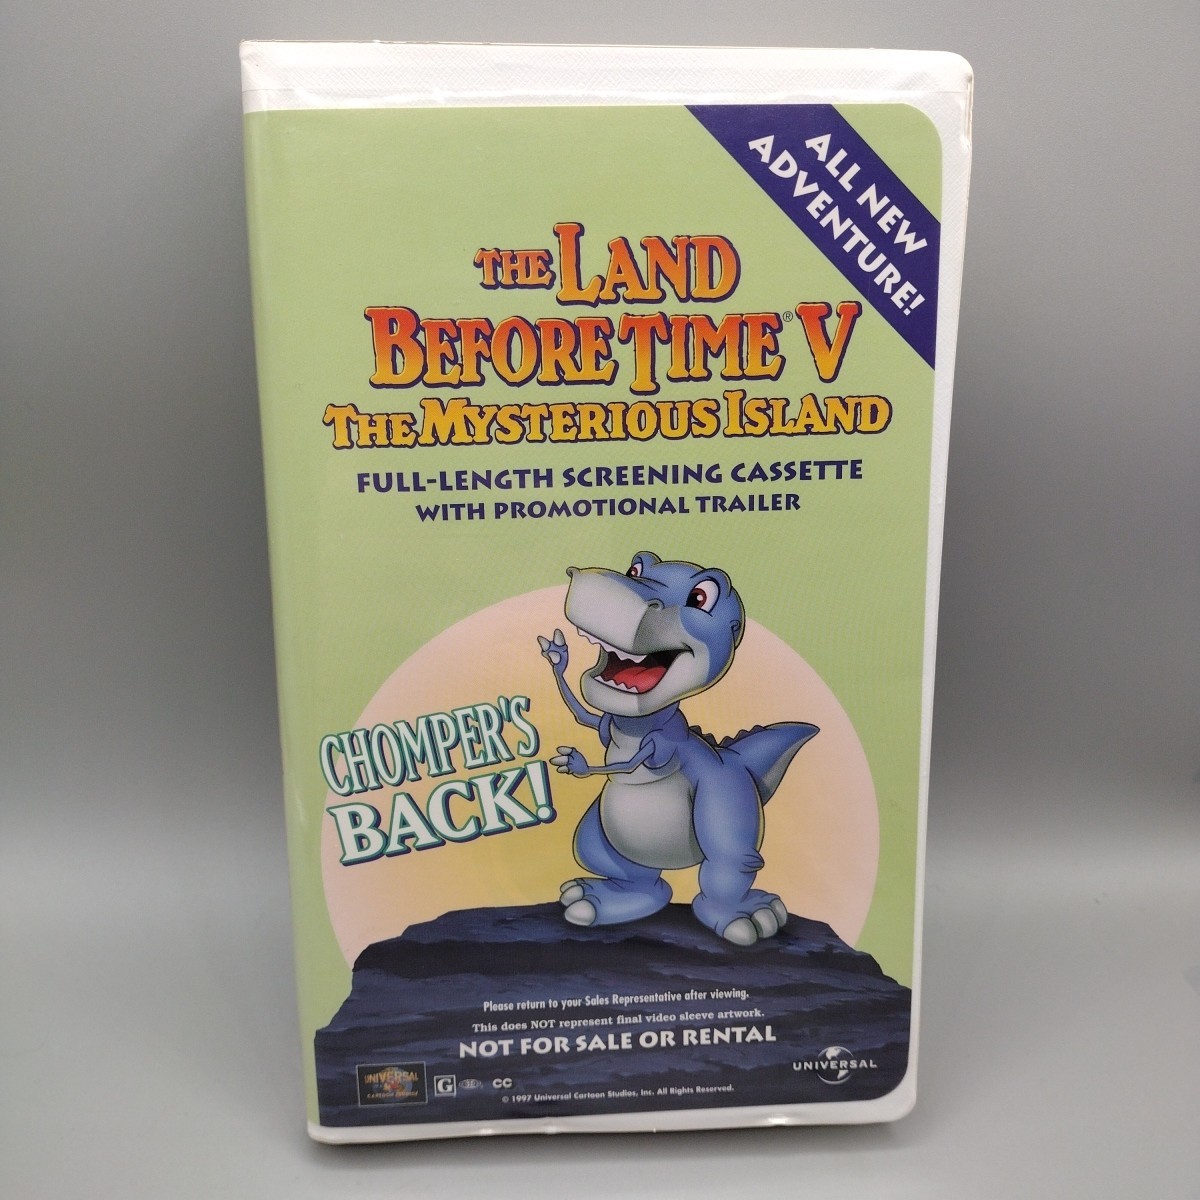 ALL NEW
ADVENTURE!
THE LAND
BEFORE TIME® V
THE MYSTERIOUS ISLAND
FULL-LENGTH SCREENING CASSETTE
WITH PROMOTIONAL TRAILER
CHOMPER'S
BACK!
Please return to your Sales Representative after viewing.
This does NOT represent final video sleeve artwork.
NOT FOR SALE OR RENTAL
UNIVERSAL
UNIVERSAL
G
CC
© 1997 Universal Cartoon Studios, Inc. All Rights Reserved.